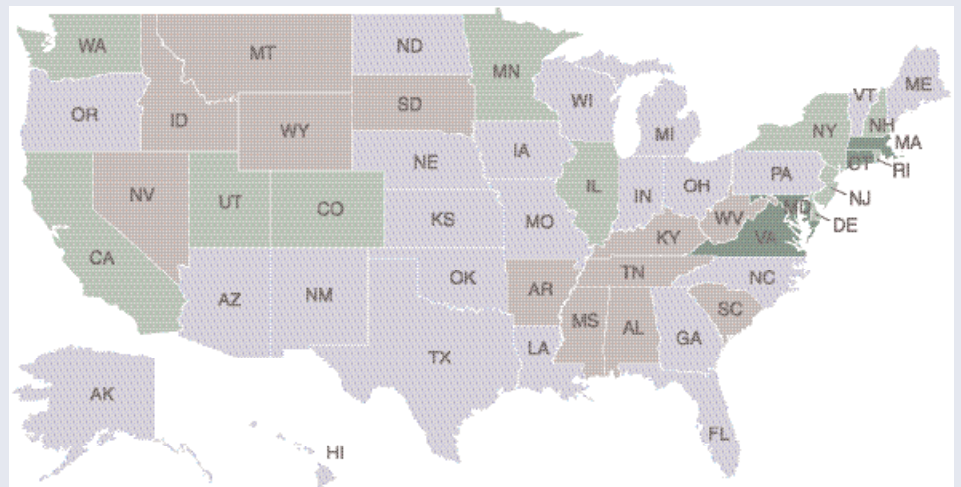 WA
MT
ND
MN
OR
ID
SD
WI
MI
VT
ME
NH
NY
MA
CT
RI
WY
NE
IA
PA
NJ
NV
UT
CO
IL
IN
OH
MD
DE
CA
KS
MO
WV
VA
KY
AZ
NM
OK
AR
TN
NC
SC
MS
AL
GA
TX
LA
AK
FL
HI